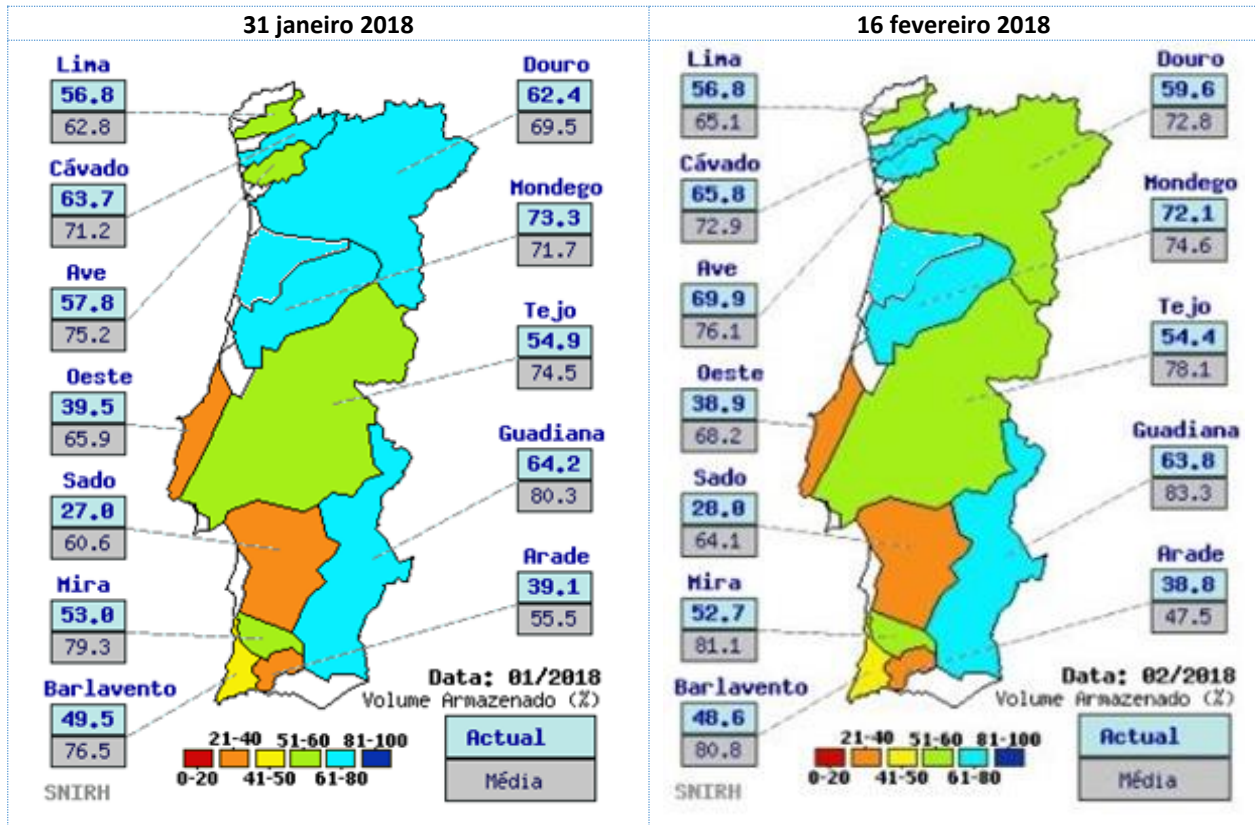 31 janeiro 2018
Lima
56.8
62.8
Cávado
63.7
71.2
Ave
57.8
75.2
Oeste
39.5
65.9
Sado
27.0
60.6
Mira
53.0
79.3
Barlavento
49.5
76.5
Douro
62.4
69.5
Mondego
73.3
71.7
Tejo
54.9
74.5
Guadiana
64.2
80.3
Arade
39.1
55.5
Data: 01/2018
Volume Armazenado (%)
21-40 51-60 81-100
0-20 41-50 61-80
Actual
Média
SNIRH
16 fevereiro 2018
Lima
56.8
65.1
Cávado
65.8
72.9
Ave
69.9
76.1
Oeste
38.9
68.2
Sado
28.0
64.1
Mira
52.7
81.1
Barlavento
48.6
80.8
Douro
59.6
72.8
Mondego
72.1
74.6
Tejo
54.4
78.1
Guadiana
63.8
83.3
Arade
38.8
47.5
Data: 02/2018
Volume Armazenado (%)
21-40 51-60 81-100
0-20 41-50 61-80
Actual
Média
SNIRH